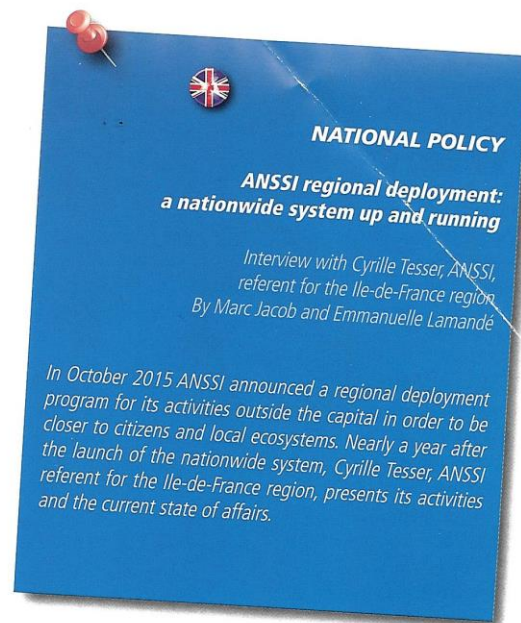 NATIONAL POLICY
ANSSI regional deployment:
a nationwide system up and running
Interview with Cyrille Tesser, ANSSI,
referent for the Ile-de-France region
By Marc Jacob and Emmanuelle Lamandé
In October 2015 ANSSI announced a regional deployment
program for its activities outside the capital in order to be
closer to citizens and local ecosystems. Nearly a year after
the launch of the nationwide system, Cyrille Tesser, ANSSI
referent for the Ile-de-France region, presents its activities
and the current state of affairs.